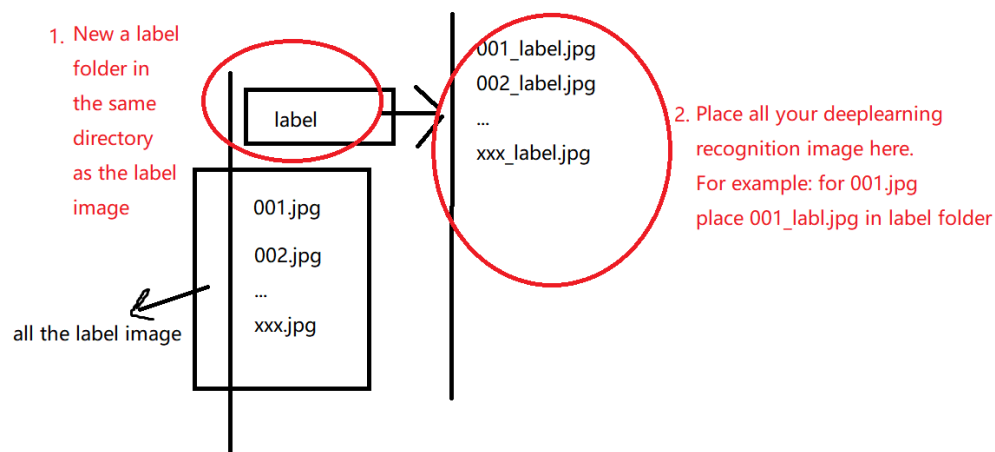 1. New a label
folder in
the same
directory
as the label
image
label
001.jpg
002.jpg
...
xxx.jpg
all the label image
001_label.jpg
002_label.jpg
...
xxx_label.jpg
2. Place all your deeplearning
recognition image here.
For example: for 001.jpg
place 001_labl.jpg in label folder